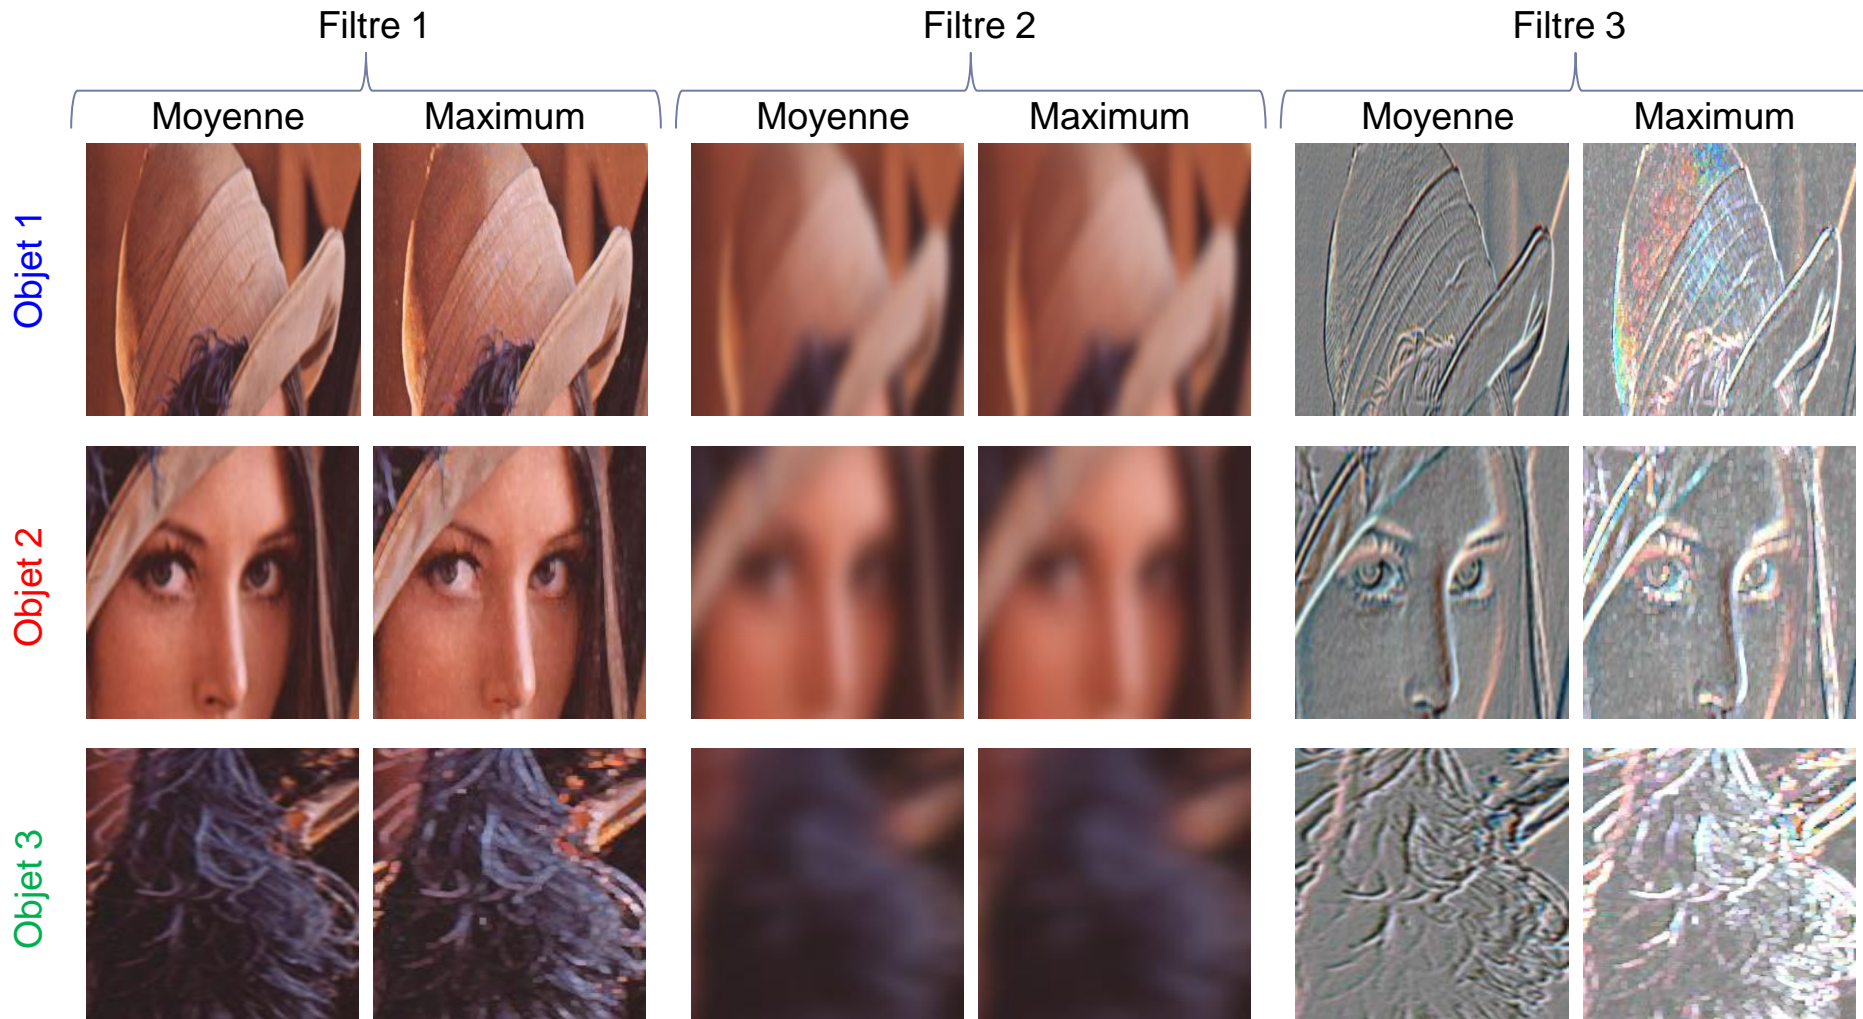 Filtre 1
Filtre 2
Filtre 3
Moyenne
Maximum
Moyenne
Maximum
Moyenne
Maximum
Objet 1
Objet 2
Objet 3